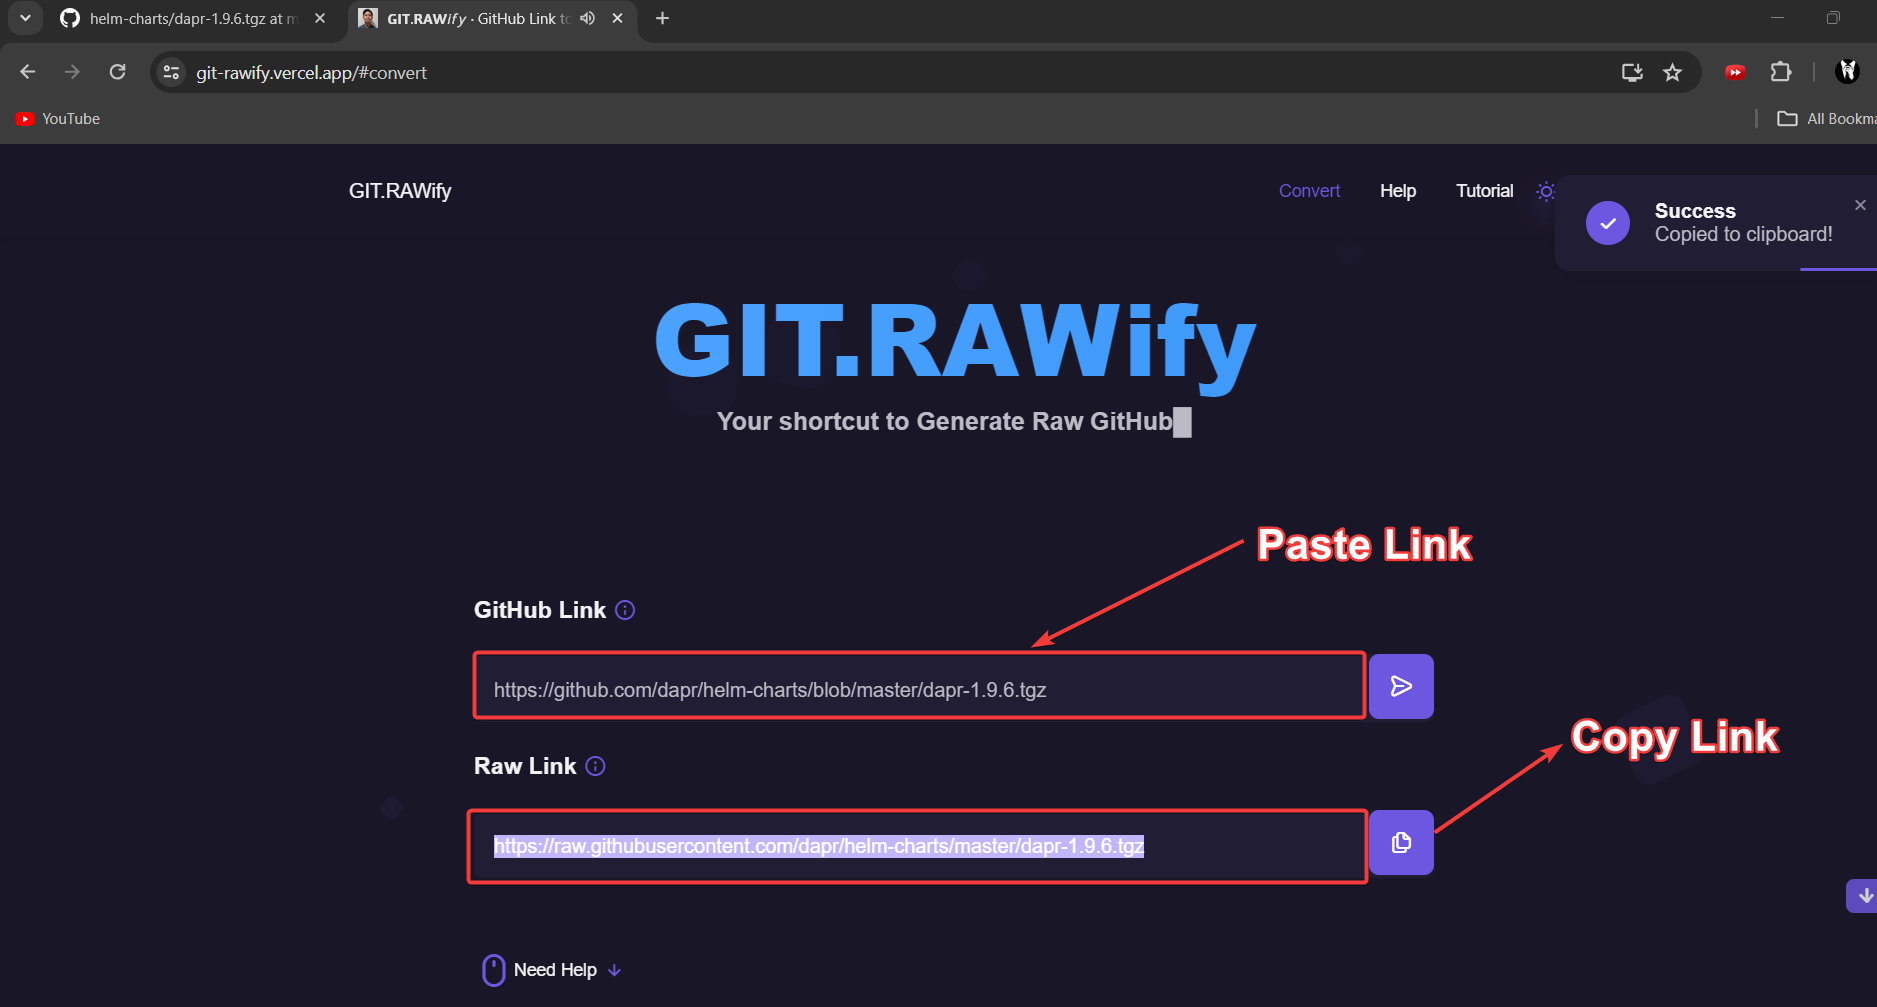 helm-charts/dapr-1.9.6.tgz at m
GIT.RAWify · GitHub Link to
git-rawify.vercel.app/#convert
YouTube
All Bookma
GIT.RAWify
Convert
Help
Tutorial
Success
Copied to clipboard!
GIT.RAWify
Your shortcut to Generate Raw GitHub
Paste Link
GitHub Link
https://github.com/dapr/helm-charts/blob/master/dapr-1.9.6.tgz
Copy Link
Raw Link
https://raw.githubusercontent.com/dapr/helm-charts/master/dapr-1.9.6.tgz
Need Help